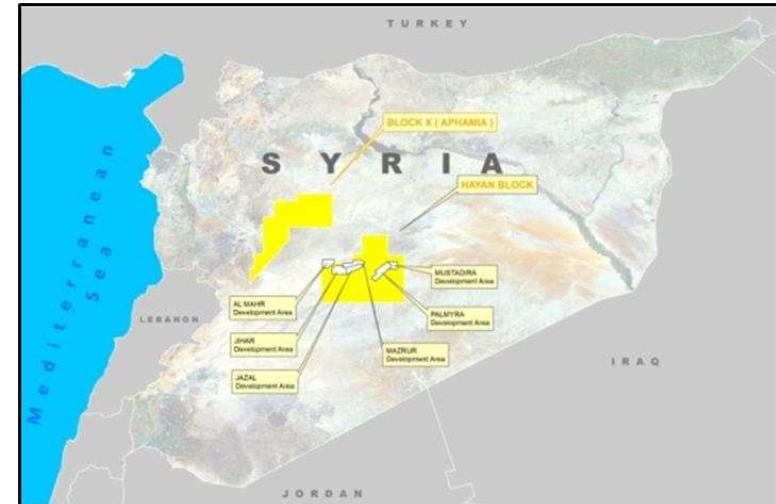 TURKEY
BLOCK X ( APHAMIA )
SYRIA
HAYAN BLOCK
Mediterranean
Sea
MUSTADIRA
Development Area
AL MAHR
Development Area
PALMYRA
Development Area
LEBANON
JIHAR
Development Area
MAZRUR
Development Area
IRAQ
JAZAL
Development Area
JORDAN